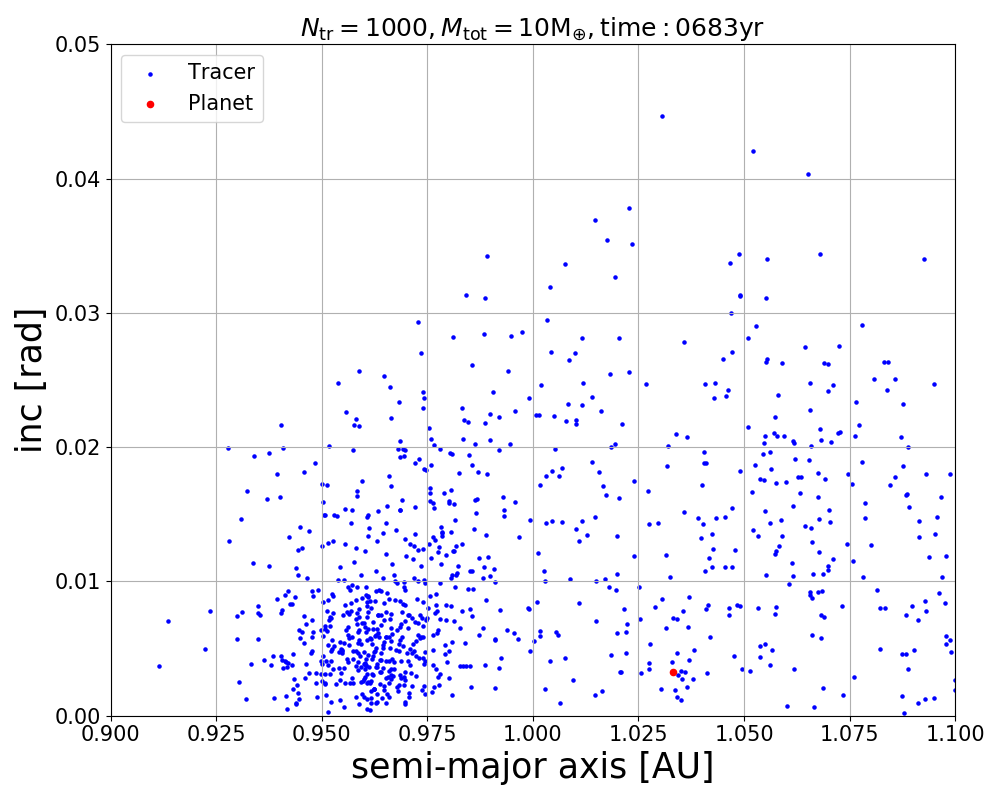 N_tr = 1000, M_tot = 10M_⊕, time : 0683yr
0.05
Tracer
Planet
0.04
0.03
inc [rad]
0.02
0.01
0.00
0.900 0.925 0.950 0.975 1.000 1.025 1.050 1.075 1.100
semi-major axis [AU]